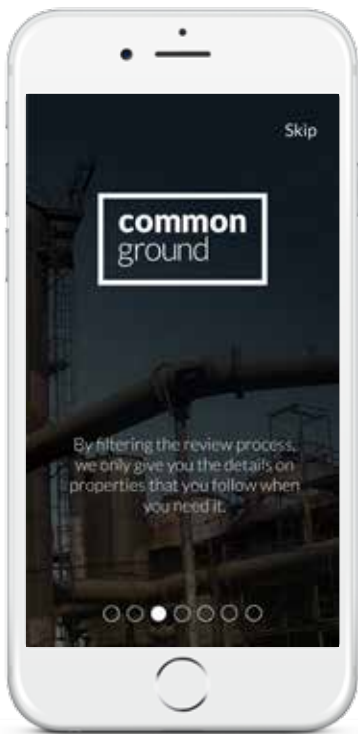 Skip
common
ground
By filtering the review process,
we only give you the details on
properties that you follow when
you need it.